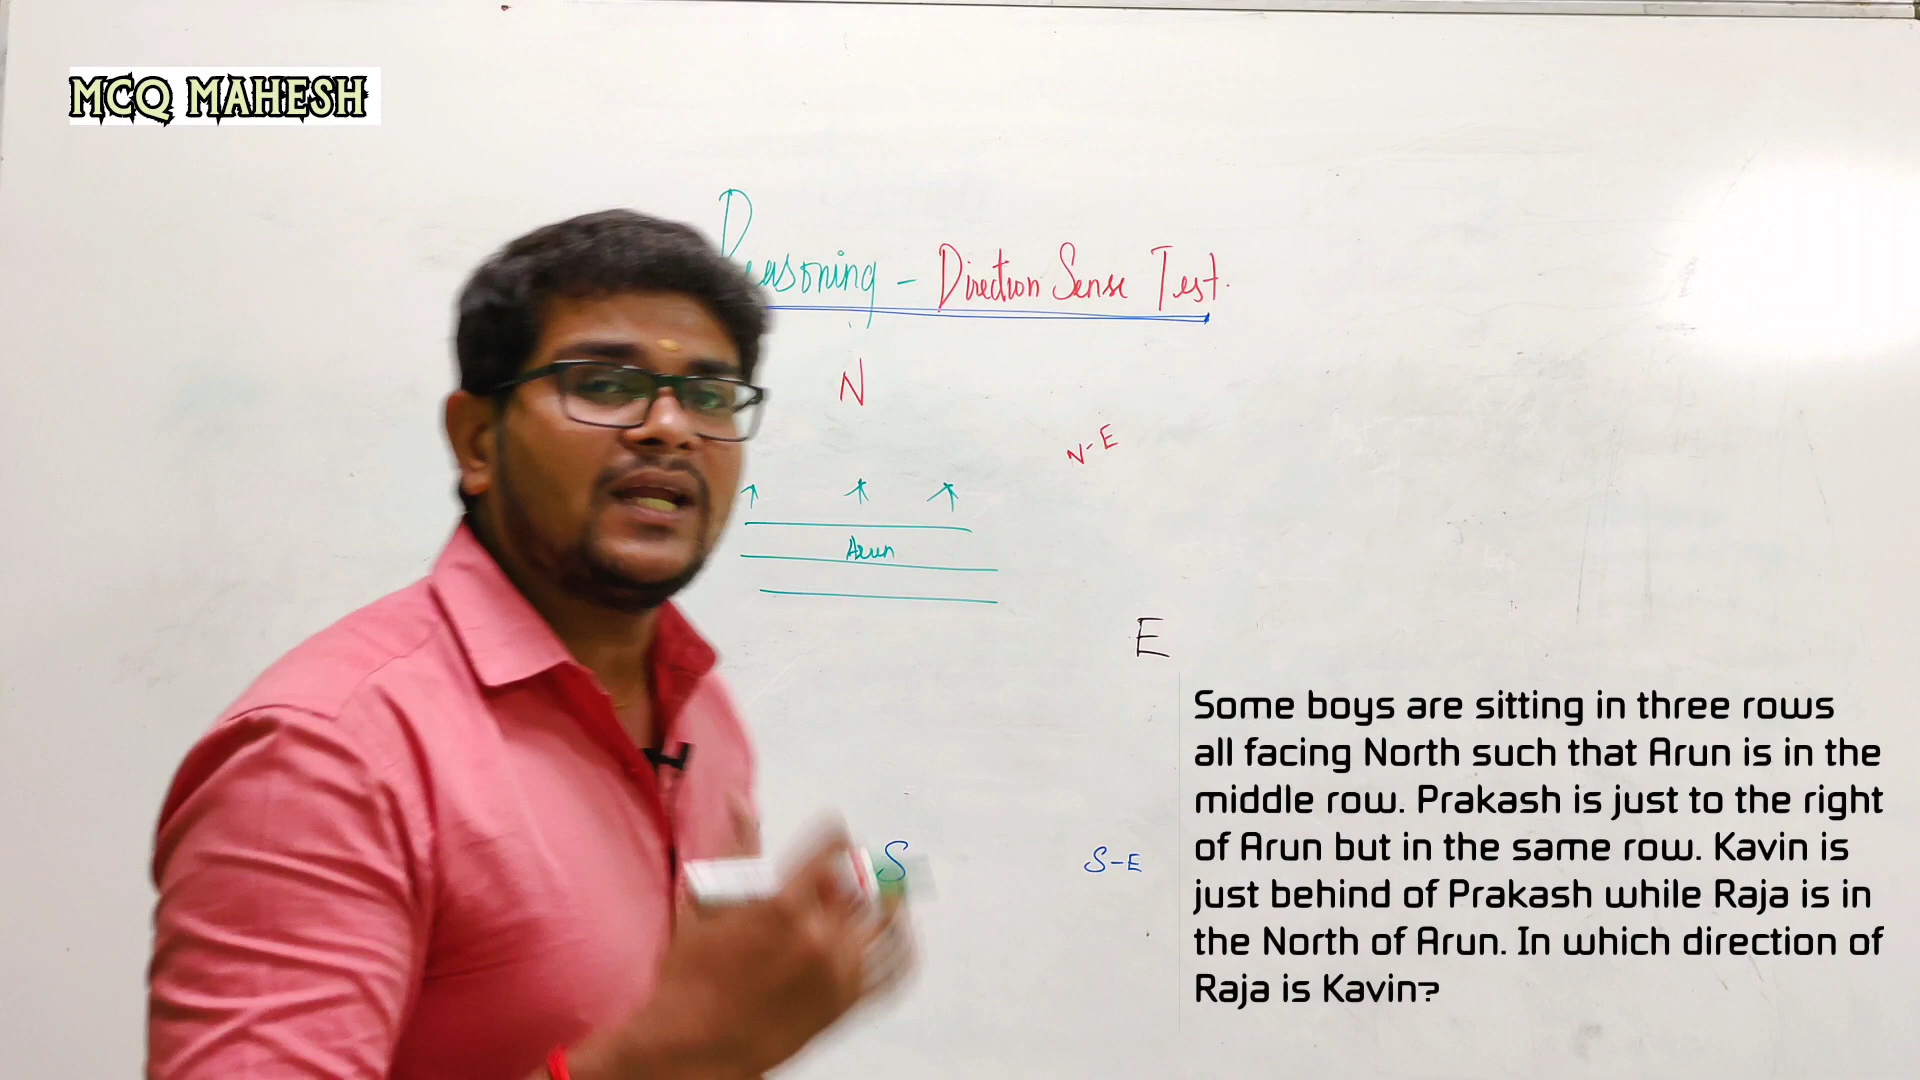 MCQ MAHESH
Reasoning - Direction Sense Test.
N
N-E
Arun
E
Some boys are sitting in three rows
all facing North such that Arun is in the
middle row. Prakash is just to the right
of Arun but in the same row. Kavin is
just behind of Prakash while Raja is in
the North of Arun. In which direction of
Raja is Kavin?
S
S-E